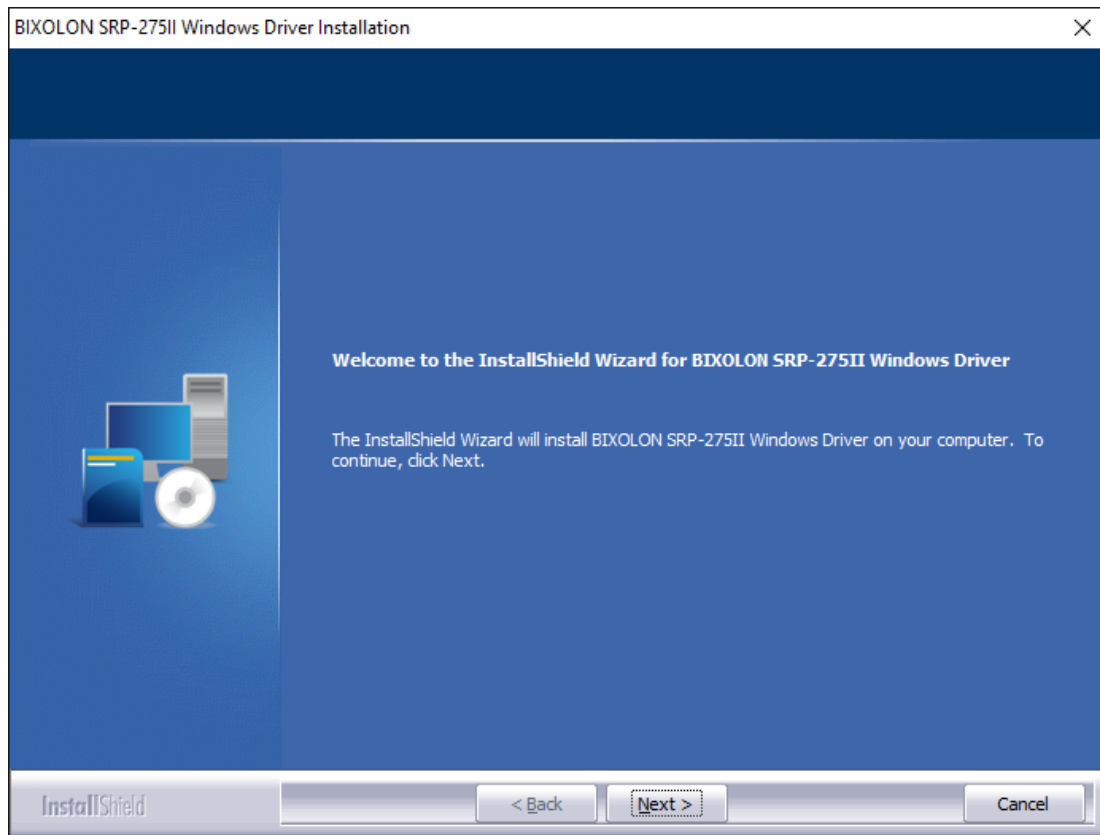 BIXOLON SRP-275II Windows Driver Installation
Welcome to the InstallShield Wizard for BIXOLON SRP-275II Windows Driver
The InstallShield Wizard will install BIXOLON SRP-275II Windows Driver on your computer. To
continue, click Next.
InstallShield
< Back
Next >
Cancel